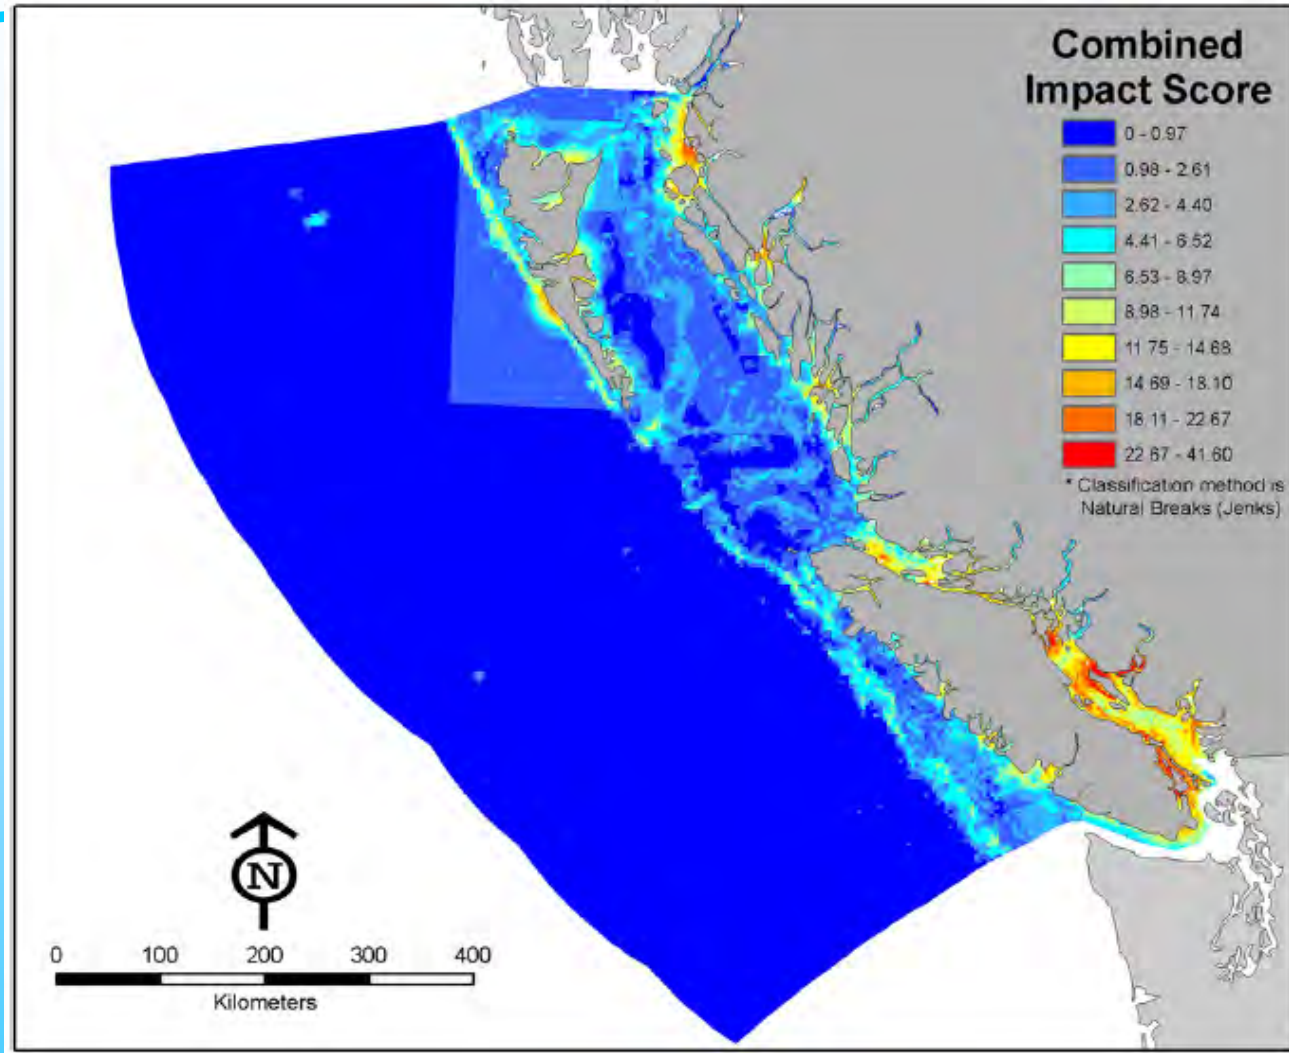 Combined
Impact Score
0 - 0.97
0.98 - 2.61
2.62 - 4.40
4.41 - 6.52
6.53 - 8.97
8.98 - 11.74
11.75 - 14.68
14.69 - 18.10
18.11 - 22.67
22.67 - 41.60
* Classification method is
Natural Breaks (Jenks)
N
0 100 200 300 400
Kilometers